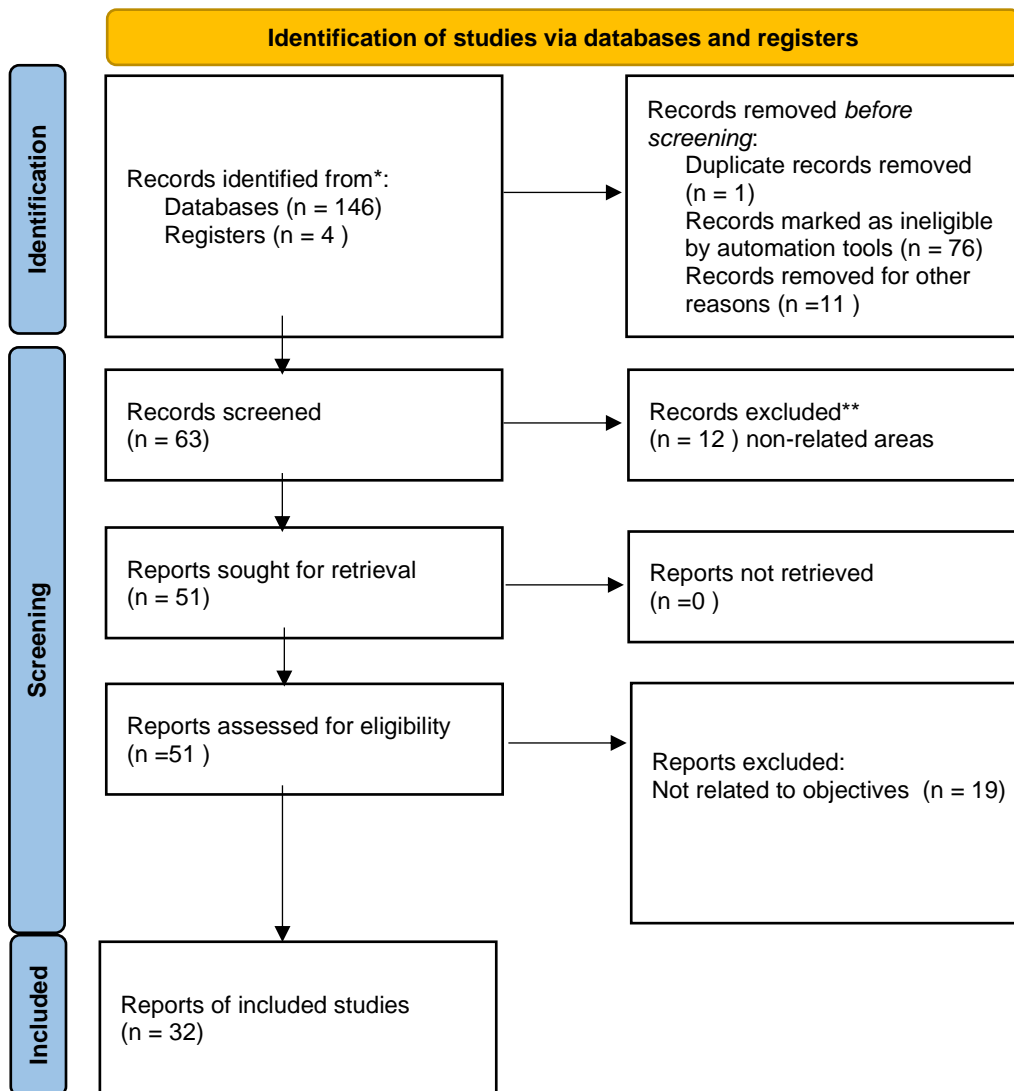 Identification of studies via databases and registers
Identification
Records identified from*:
Databases (n = 146)
Registers (n = 4 )
Records removed before
screening:
Duplicate records removed
(n = 1)
Records marked as ineligible
by automation tools (n = 76)
Records removed for other
reasons (n =11 )
Screening
Records screened
(n = 63)
Records excluded**
(n = 12 ) non-related areas
Reports sought for retrieval
(n = 51)
Reports not retrieved
(n =0 )
Reports assessed for eligibility
(n =51 )
Reports excluded:
Not related to objectives  (n = 19)
Included
Reports of included studies
(n = 32)